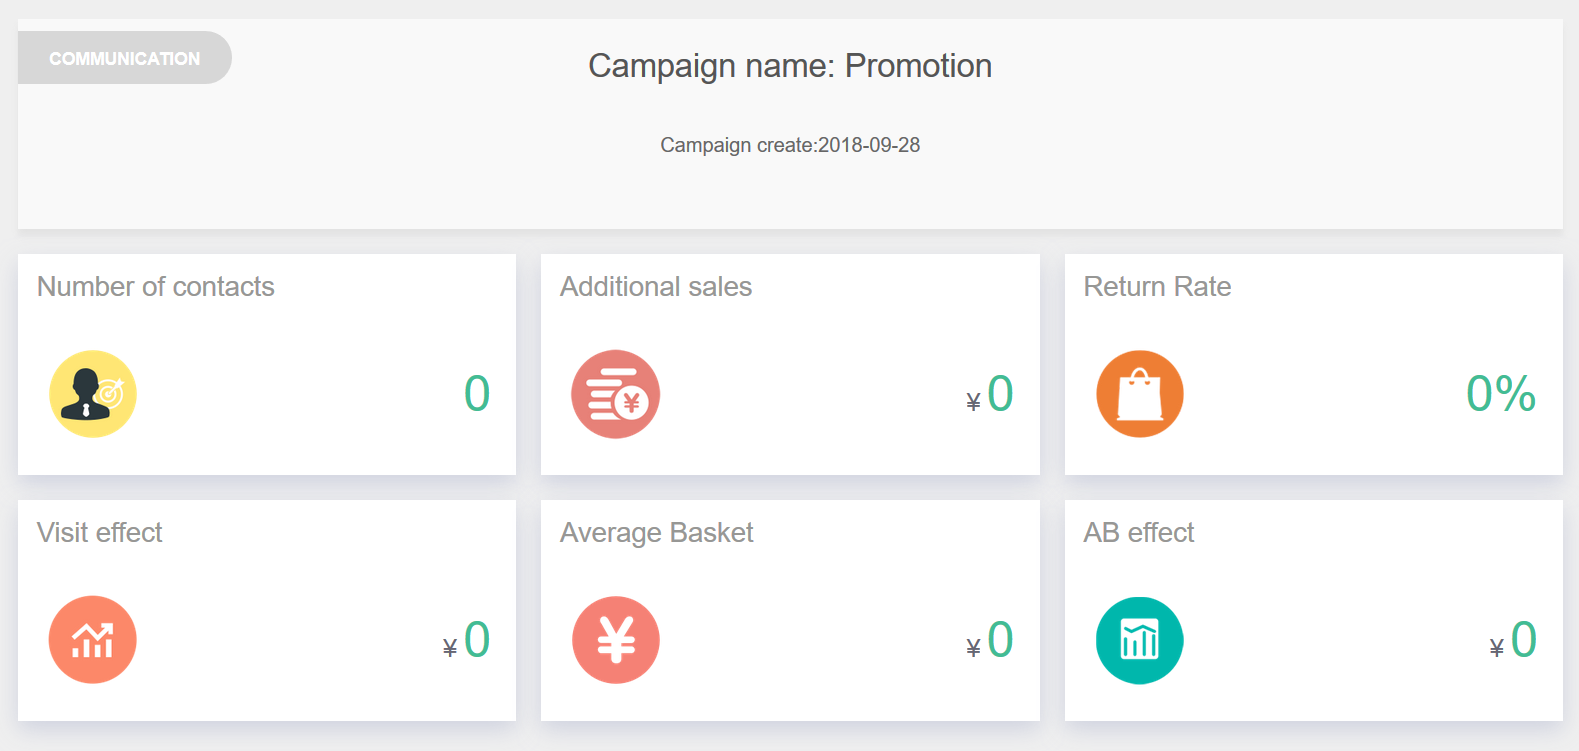 COMMUNICATION
Campaign name: Promotion
Campaign create:2018-09-28
Number of contacts
0
Additional sales
¥
¥ 0
Return Rate
0%
Visit effect
¥ 0
Average Basket
¥
¥ 0
AB effect
¥ 0